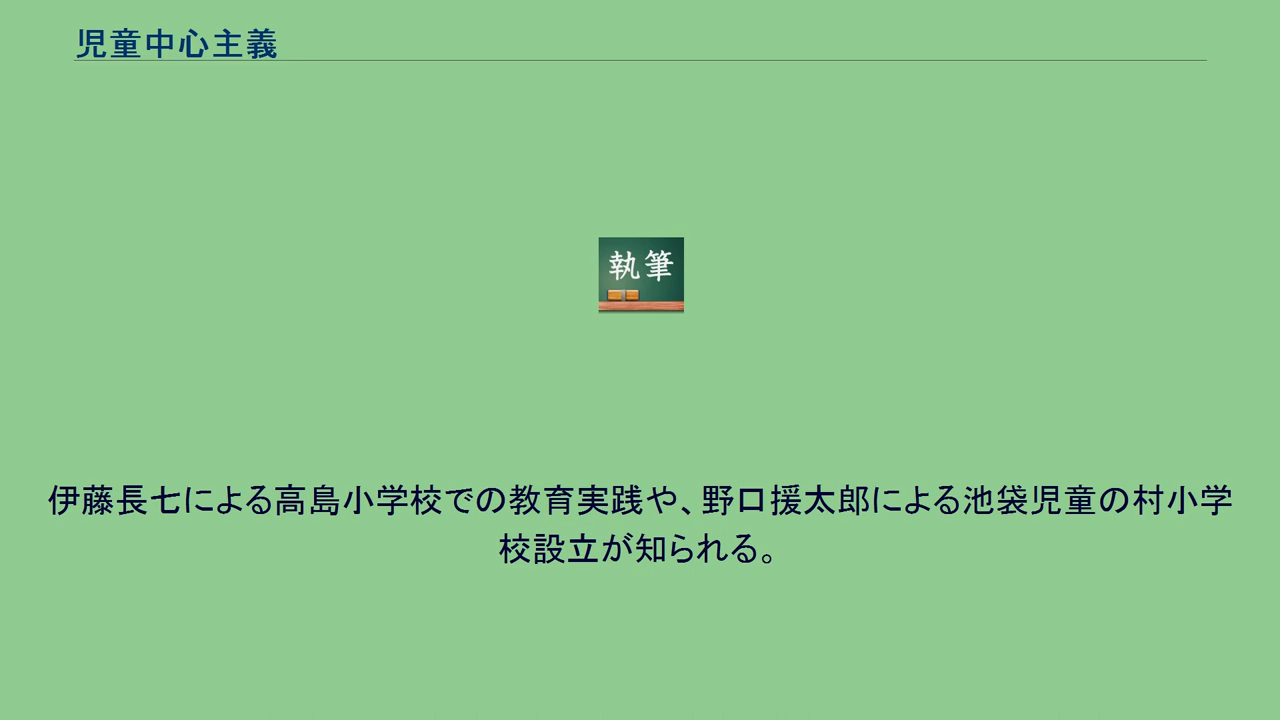 児童中心主義
執筆
伊藤長七による高島小学校での教育実践や、野口援太郎による池袋児童の村小学
校設立が知られる。